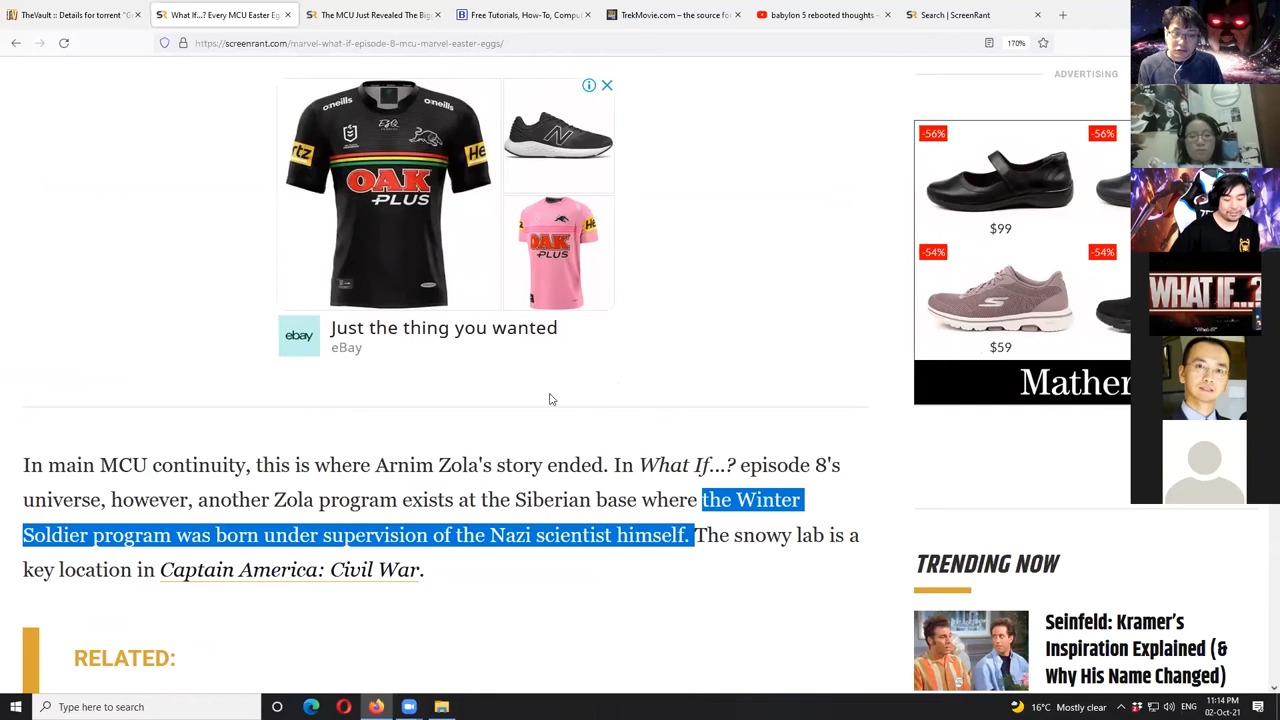 TheVault :: Details for torrent "G
What If...? Every MCU Easter Eg
The MCU Just Revealed The Big
Free Tutorials, How-To, Compu
TrekMovie.com – the source fo
babylon 5 rebooted thoughts -
Search | ScreenRant
https://screenrant.com/marvel-what-if-episode-8-mcu-marvel-easter-eggs/
170%
ADVERTISING
o'neills
o'neills
OAK
PLUS
OAK
PLUS
ebay
Just the thing you wanted
eBay
-56%
-56%
$99
-54%
-54%
$59
Mather
WHAT IF...?
"What-If?"
In main MCU continuity, this is where Arnim Zola's story ended. In What If...? episode 8's
universe, however, another Zola program exists at the Siberian base where the Winter
Soldier program was born under supervision of the Nazi scientist himself. The snowy lab is a
key location in Captain America: Civil War.
RELATED:
TRENDING NOW
Seinfeld: Kramer's
Inspiration Explained (&
Why His Name Changed)
Type here to search
16°C Mostly clear
ENG
11:14 PM
02-Oct-21